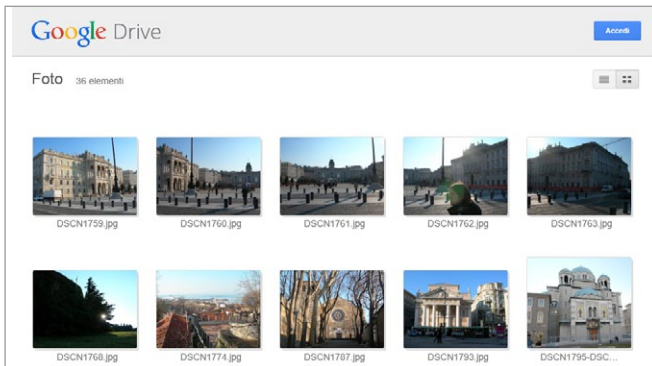 Google Drive
Accedi
Foto 36 elementi
DSCN1759.jpg DSCN1760.jpg DSCN1761.jpg DSCN1762.jpg DSCN1763.jpg
DSCN1768.jpg DSCN1774.jpg DSCN1787.jpg DSCN1793.jpg DSCN1795-DSC...